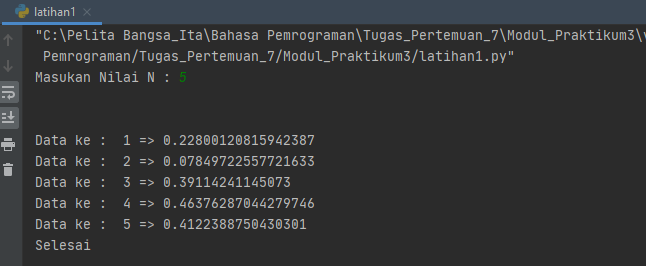 latihan1
"C:\Pelita Bangsa_Ita\Bahasa Pemrograman\Tugas_Pertemuan_7\Modul_Praktikum3\
Pemrograman/Tugas_Pertemuan_7/Modul_Praktikum3/latihan1.py"
Masukan Nilai N : 5
Data ke :  1 => 0.22800120815942387
Data ke :  2 => 0.07849722557721633
Data ke :  3 => 0.39114241145073
Data ke :  4 => 0.46376287044279746
Data ke :  5 => 0.4122388750430301
Selesai